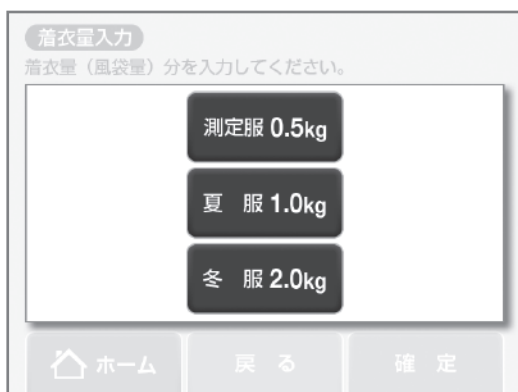 着衣量入力
着衣量（風袋量）分を入力してください。
測定服 0.5kg
夏　服 1.0kg
冬　服 2.0kg
ホーム　戻 る　確 定